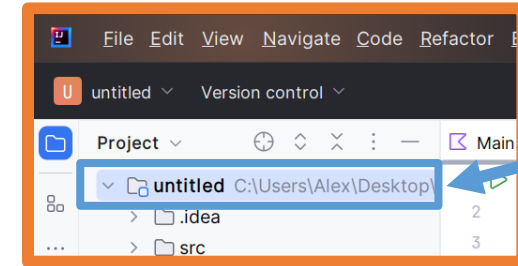 File Edit View Navigate Code Refactor
U untitled Version control
Project Main
untitled C:\Users\Alex\Desktop\
.idea 2
src 3